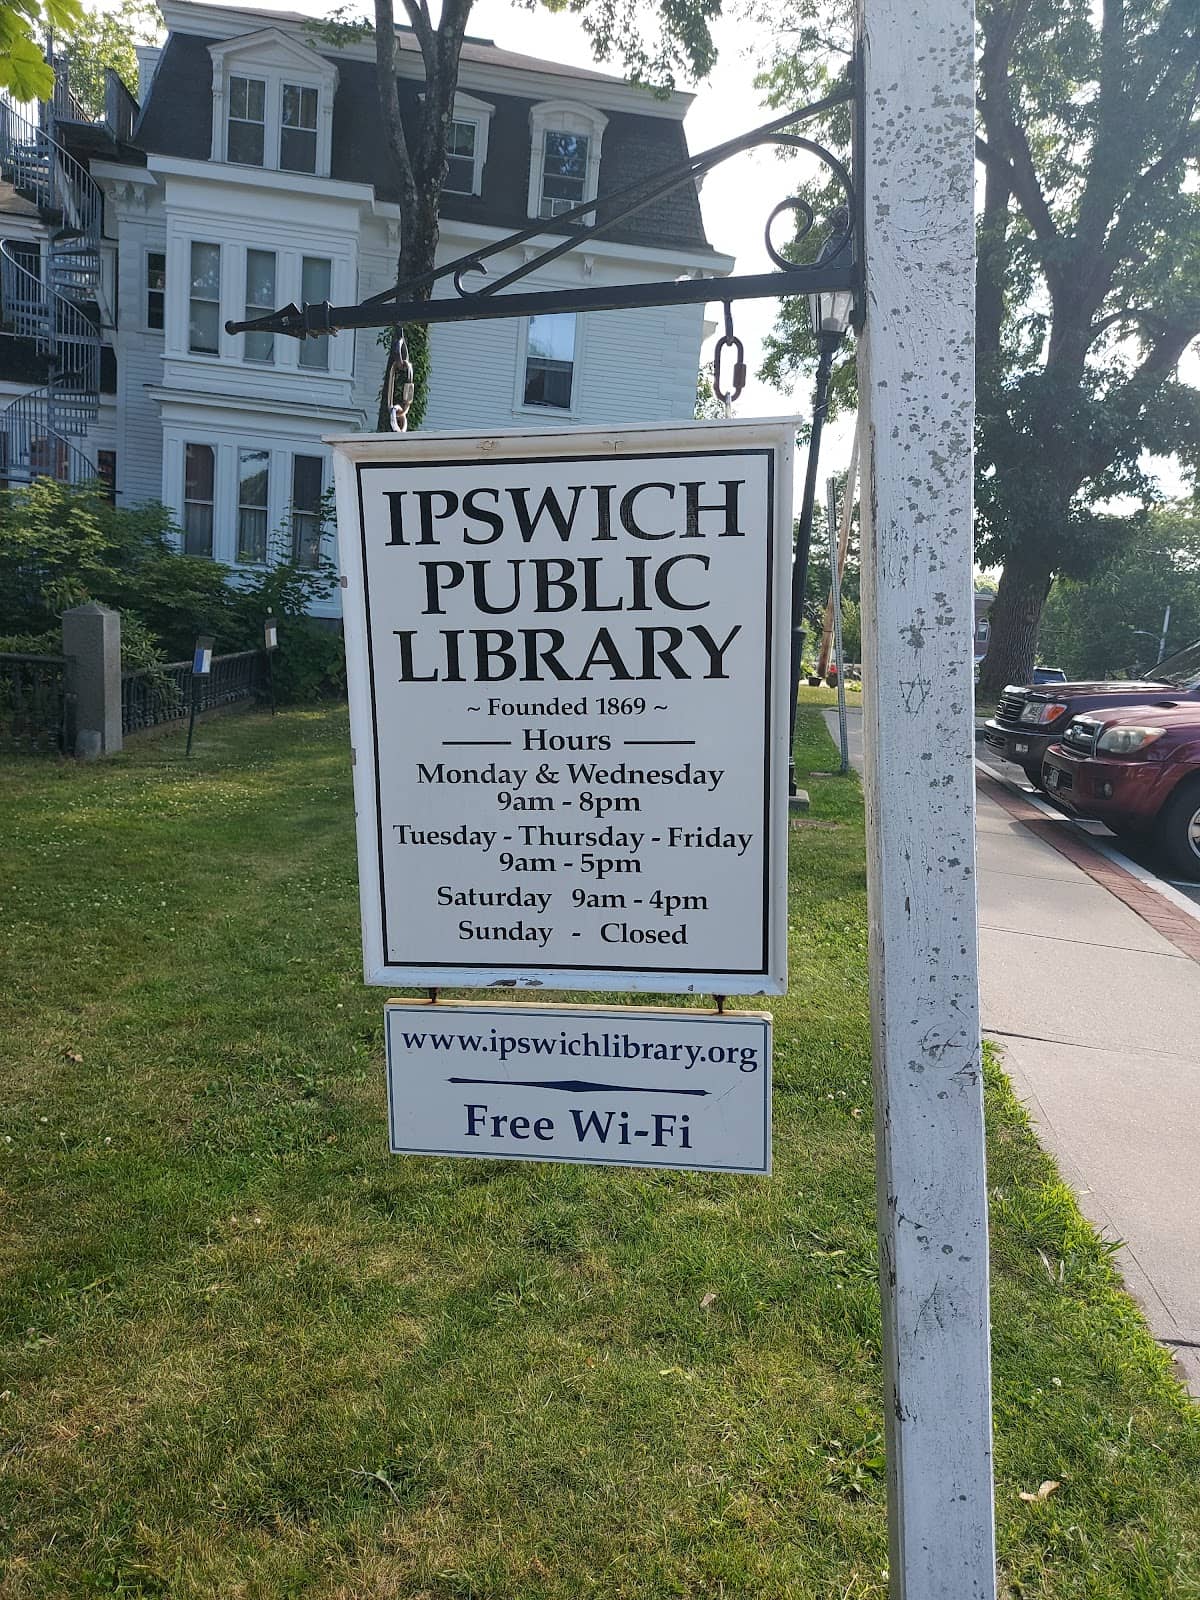 IPSWICH
PUBLIC
LIBRARY
~ Founded 1869 ~
Hours
Monday & Wednesday
9am - 8pm
Tuesday - Thursday - Friday
9am - 5pm
Saturday 9am - 4pm
Sunday - Closed
www.ipswichlibrary.org
Free Wi-Fi